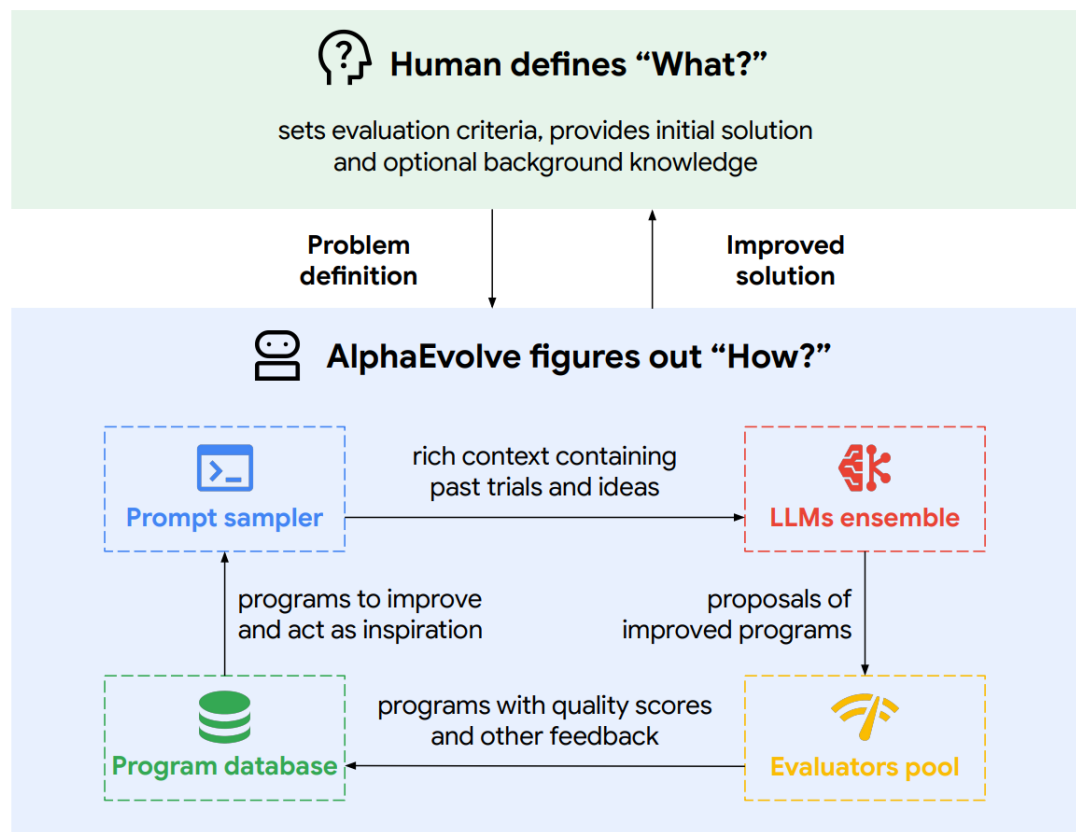 Human defines “What?”
sets evaluation criteria, provides initial solution
and optional background knowledge
Problem
definition
Improved
solution
AlphaEvolve figures out “How?”
Prompt sampler
rich context containing
past trials and ideas
LLMs ensemble
programs to improve
and act as inspiration
proposals of
improved programs
Program database
programs with quality scores
and other feedback
Evaluators pool